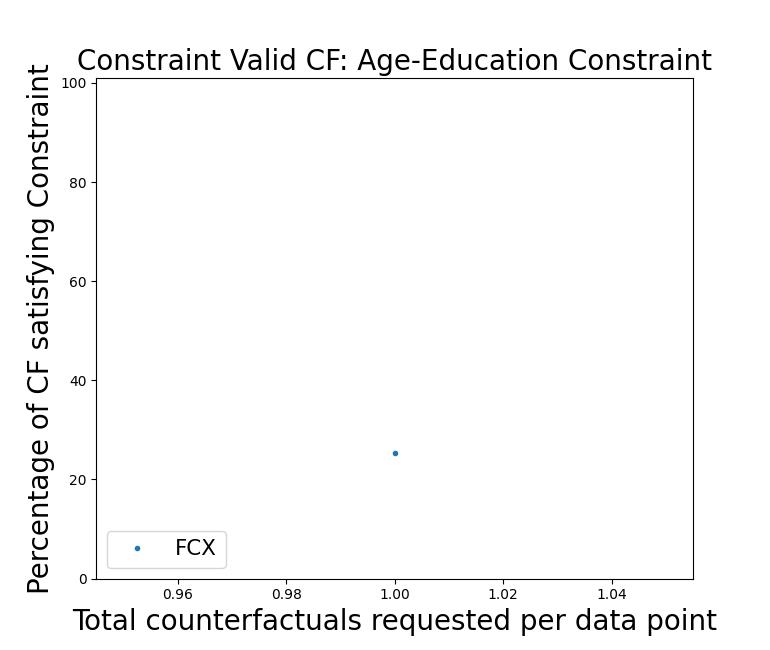 Constraint Valid CF: Age-Education Constraint
Percentage of CF satisfying Constraint
100
80
60
40
20
0
FCX
0.96 0.98 1.00 1.02 1.04
Total counterfactuals requested per data point